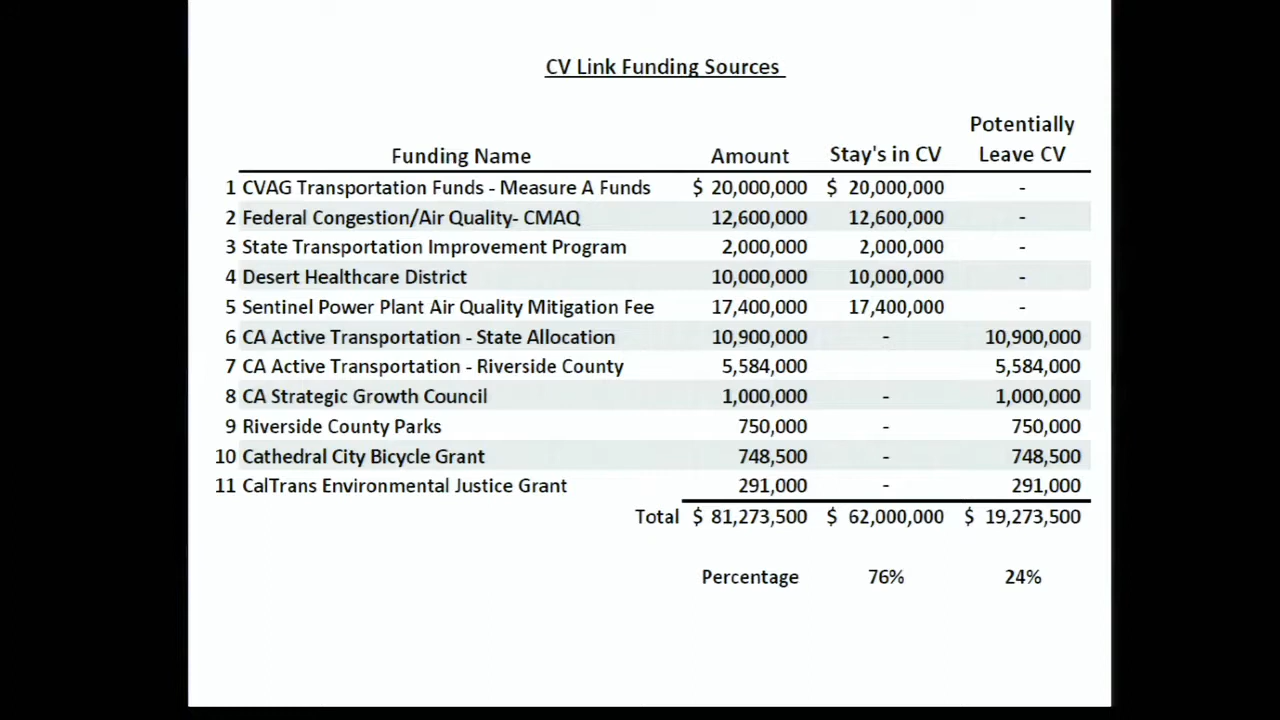 CV Link Funding Sources
Potentially
Funding Name Amount Stay's in CV Leave CV
1 CVAG Transportation Funds - Measure A Funds $ 20,000,000 $ 20,000,000 -
2 Federal Congestion/Air Quality- CMAQ 12,600,000 12,600,000 -
3 State Transportation Improvement Program 2,000,000 2,000,000 -
4 Desert Healthcare District 10,000,000 10,000,000 -
5 Sentinel Power Plant Air Quality Mitigation Fee 17,400,000 17,400,000 -
6 CA Active Transportation - State Allocation 10,900,000 - 10,900,000
7 CA Active Transportation - Riverside County 5,584,000 5,584,000
8 CA Strategic Growth Council 1,000,000 - 1,000,000
9 Riverside County Parks 750,000 - 750,000
10 Cathedral City Bicycle Grant 748,500 - 748,500
11 CalTrans Environmental Justice Grant 291,000 - 291,000
Total $ 81,273,500 $ 62,000,000 $ 19,273,500
Percentage 76% 24%